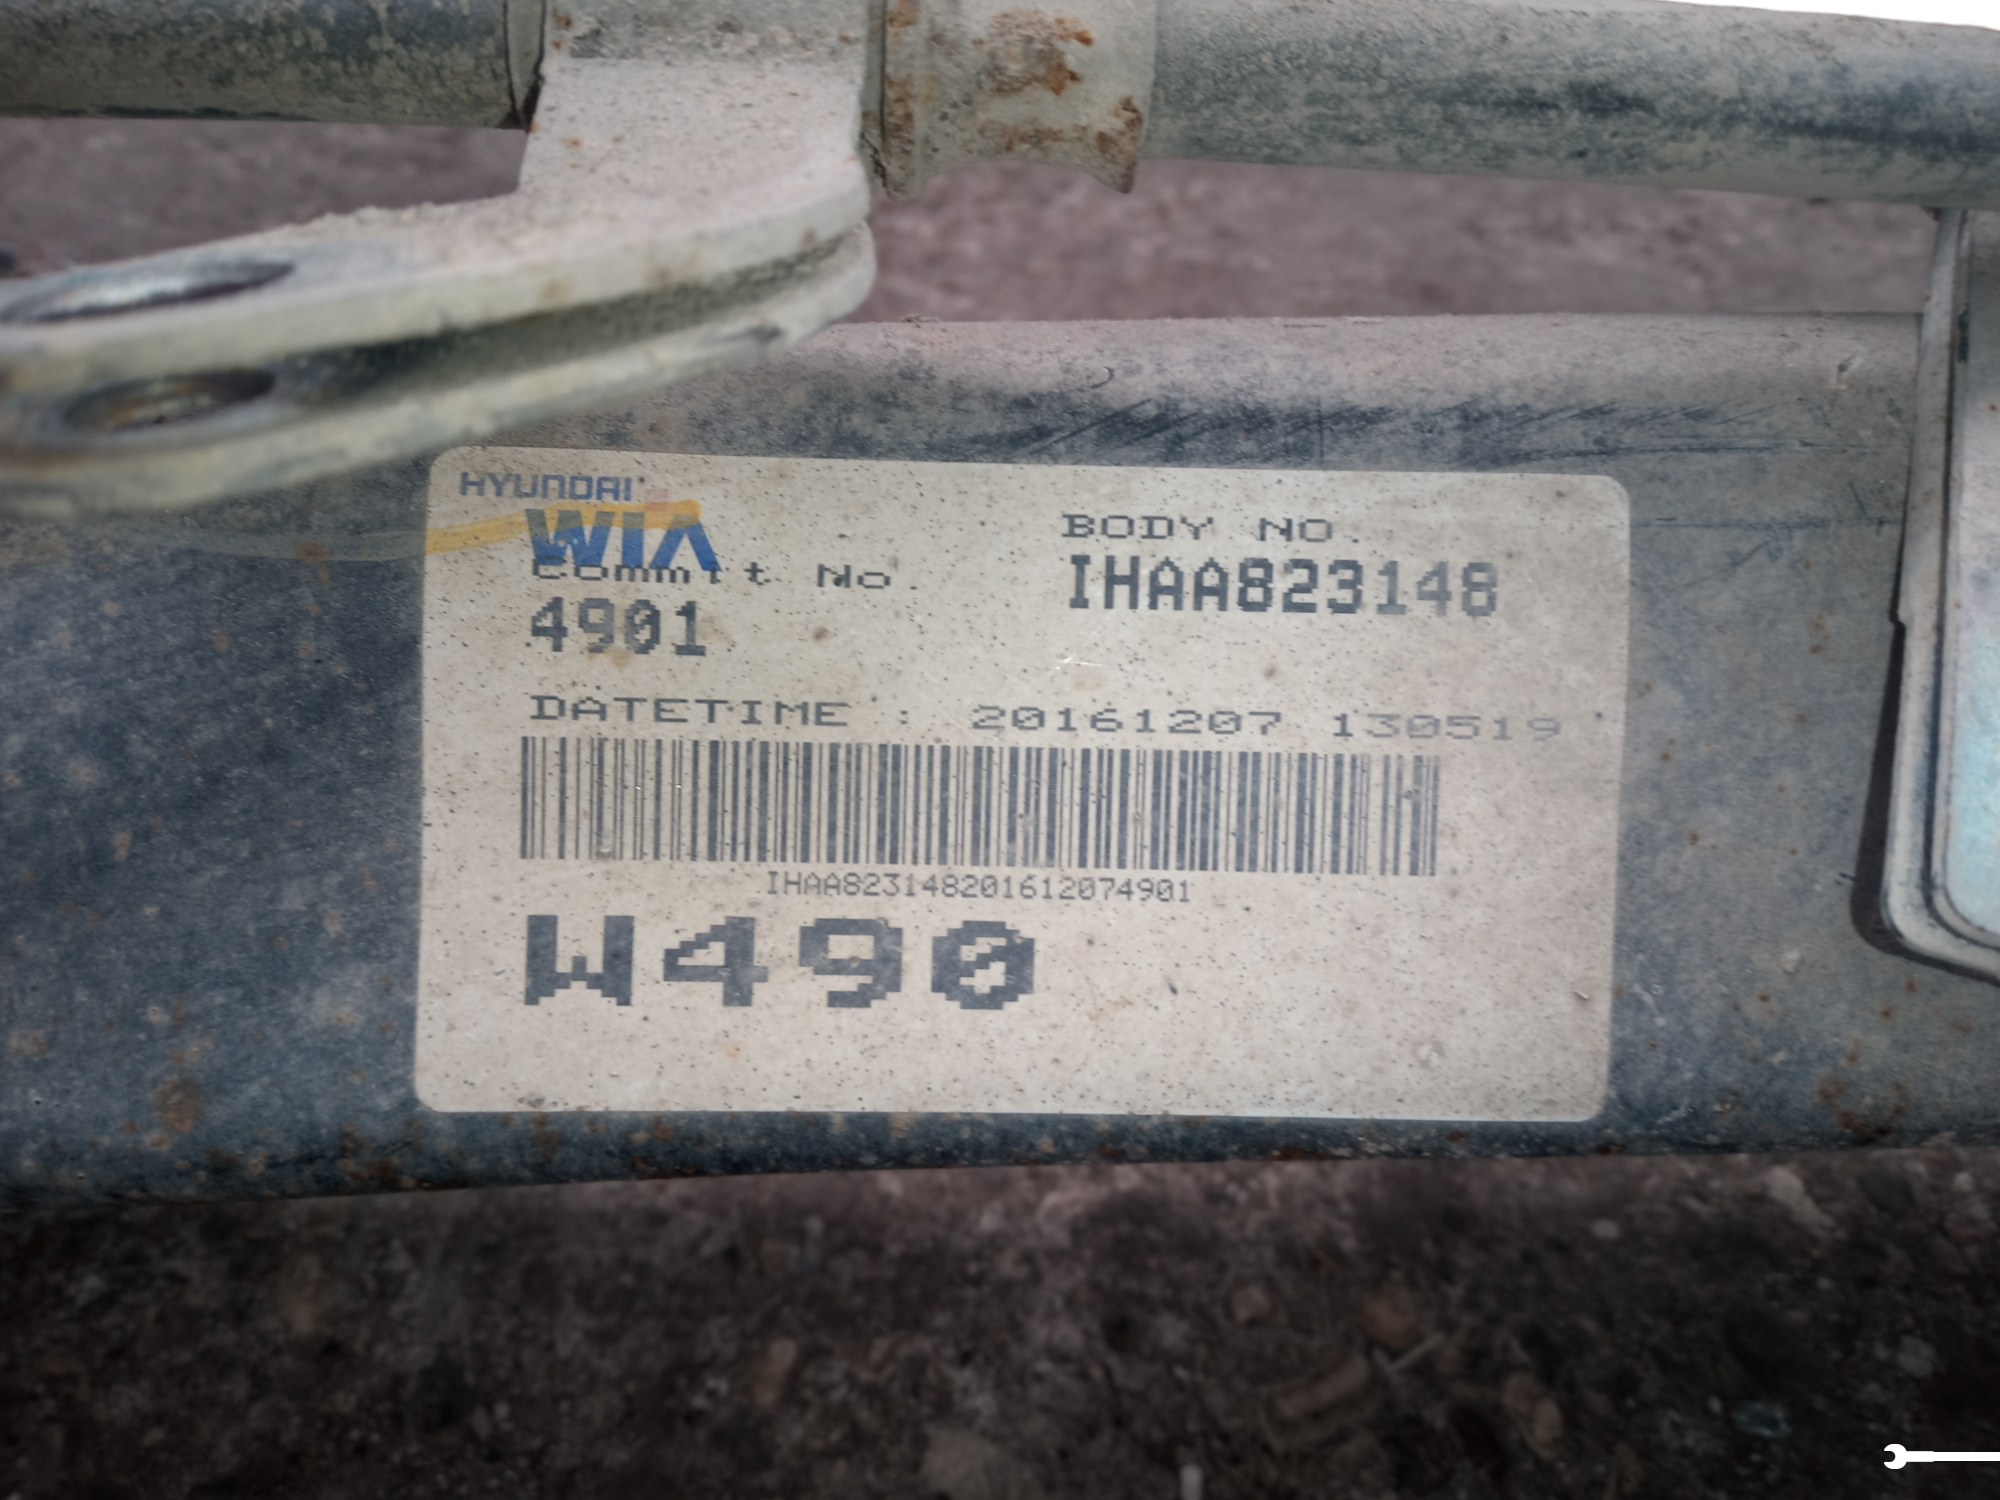 HYUNDAI
WIA
BODY NO.
Commit No.
IHAA823148
4901
DATETIME : 20161207 130519
IHAA823148201612074901
W490